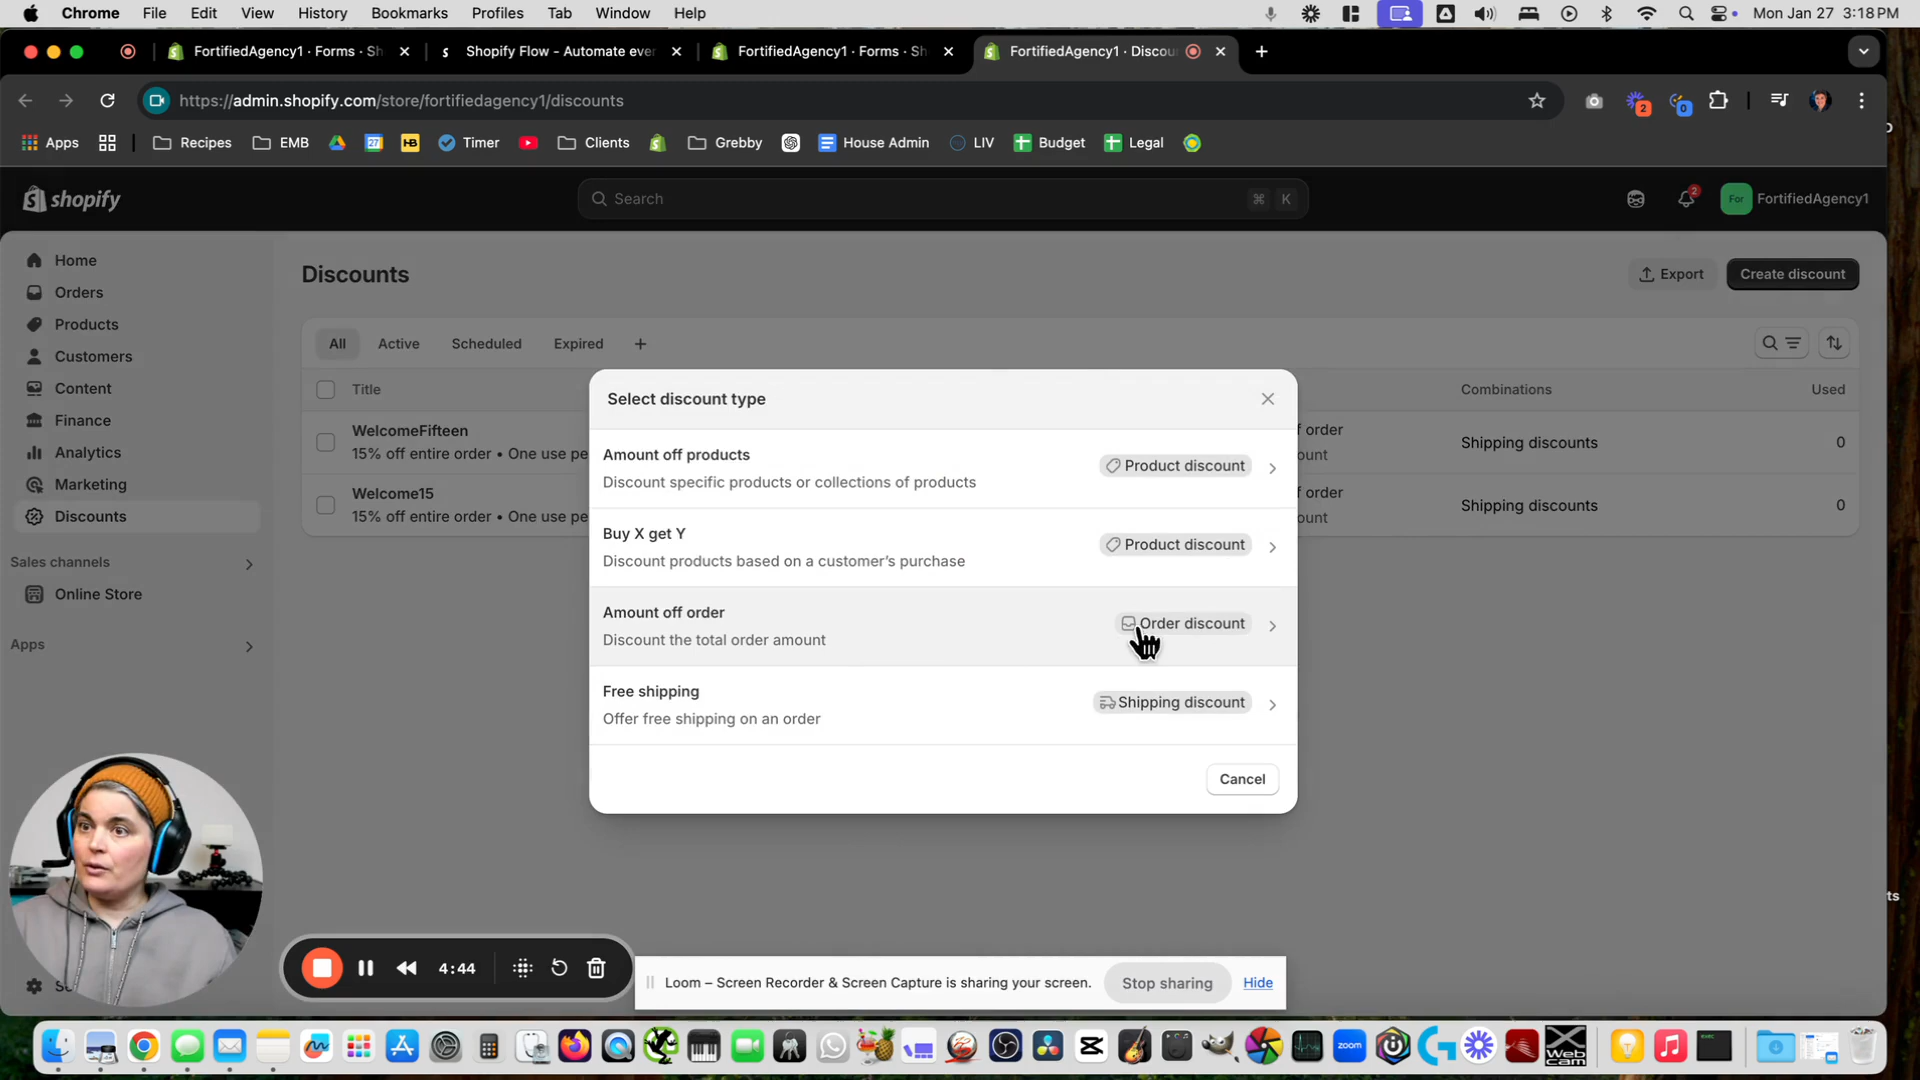 Chrome File Edit View History Bookmarks Profiles Tab Window Help Mon Jan 27 3:18 PM
FortifiedAgency1 · Forms · Sh
Shopify Flow - Automate ever
FortifiedAgency1 · Forms · Sh
FortifiedAgency1 · Discou
https://admin.shopify.com/store/fortifiedagency1/discounts
2
0
Apps Recipes EMB 27 HB Timer Clients Grebby House Admin LIV Budget Legal
shopify
Search
⌘ K
2
For FortifiedAgency1
Home
Orders
Products
Customers
Content
Finance
Analytics
Marketing
Discounts
Sales channels
Online Store
Apps
Discounts
Export
Create discount
All Active Scheduled Expired +
Title Combinations Used
WelcomeFifteen
15% off entire order • One use pe
f order
ount
Shipping discounts
0
Welcome15
15% off entire order • One use pe
f order
ount
Shipping discounts
0
Select discount type
Amount off products
Discount specific products or collections of products
Product discount
Buy X get Y
Discount products based on a customer's purchase
Product discount
Amount off order
Discount the total order amount
Order discount
Free shipping
Offer free shipping on an order
Shipping discount
Cancel
ts
4:44
Loom – Screen Recorder & Screen Capture is sharing your screen.
Stop sharing
Hide
zoom
Web
cam